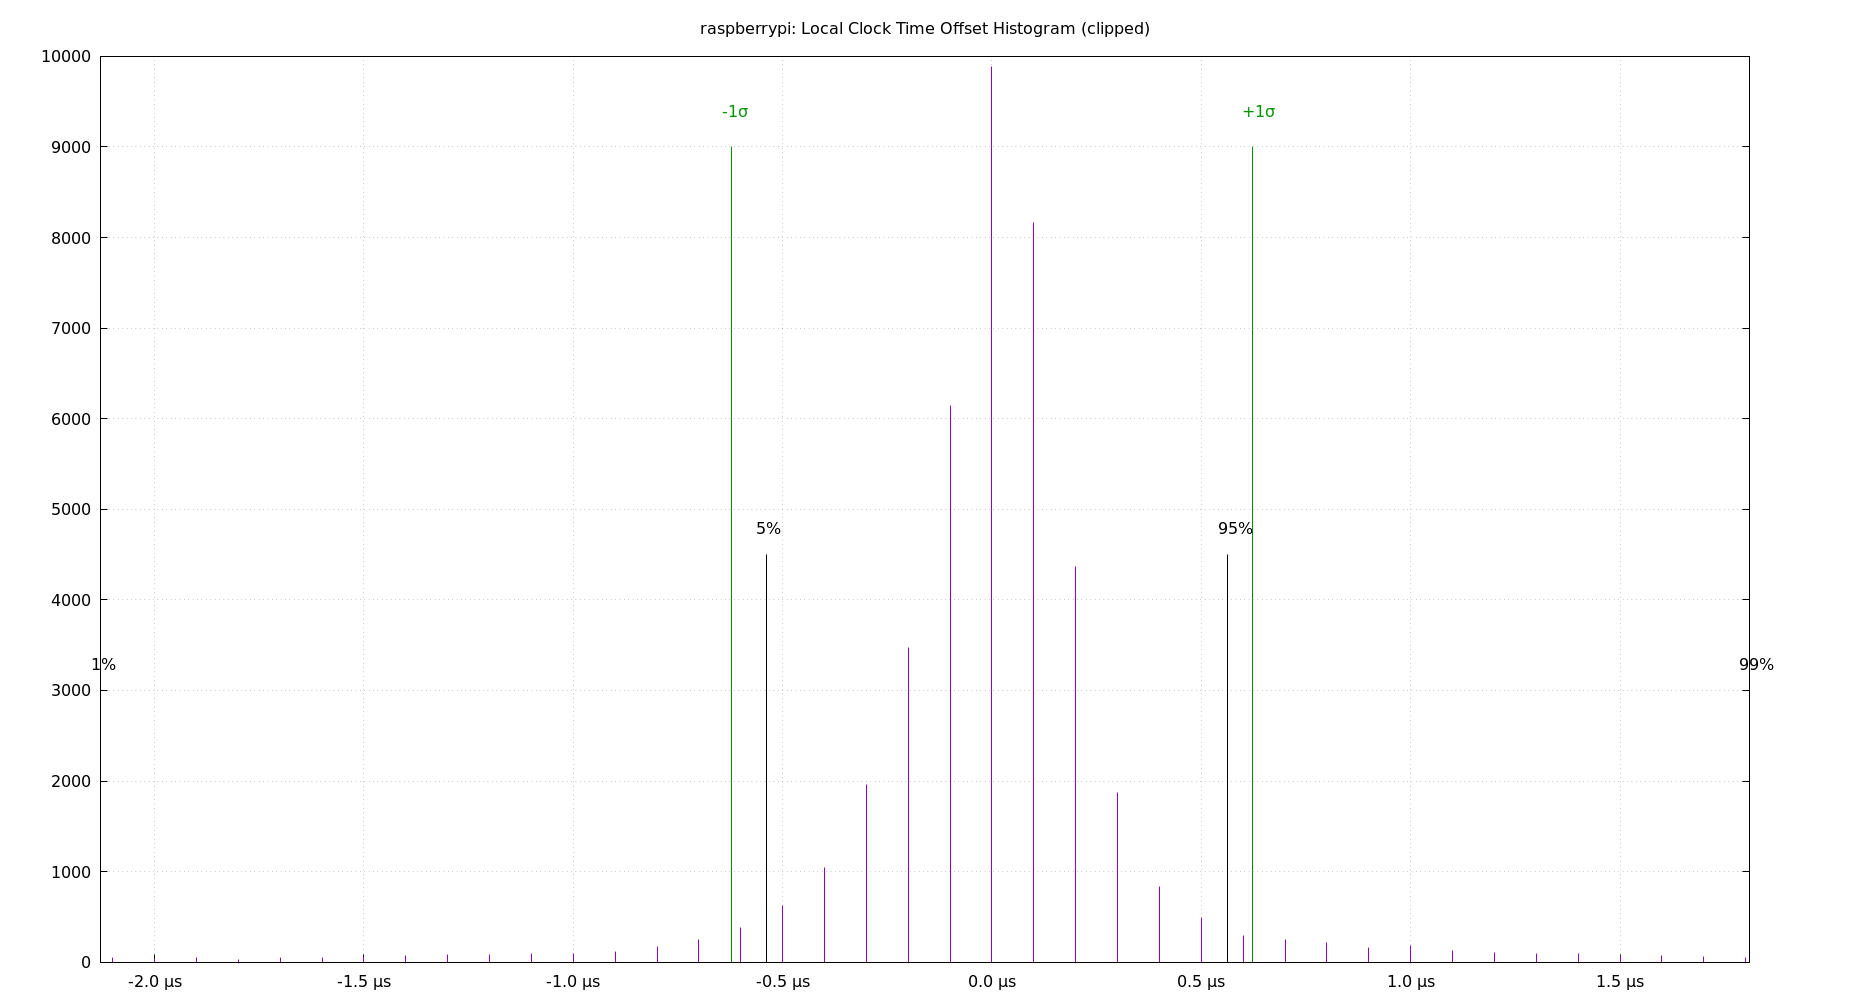 raspberrypi: Local Clock Time Offset Histogram (clipped)
10000
-1σ
+1σ
9000
8000
7000
6000
5%
95%
5000
4000
1%
99%
3000
2000
1000
0
-2.0 µs
-1.5 µs
-1.0 µs
-0.5 µs
0.0 µs
0.5 µs
1.0 µs
1.5 µs